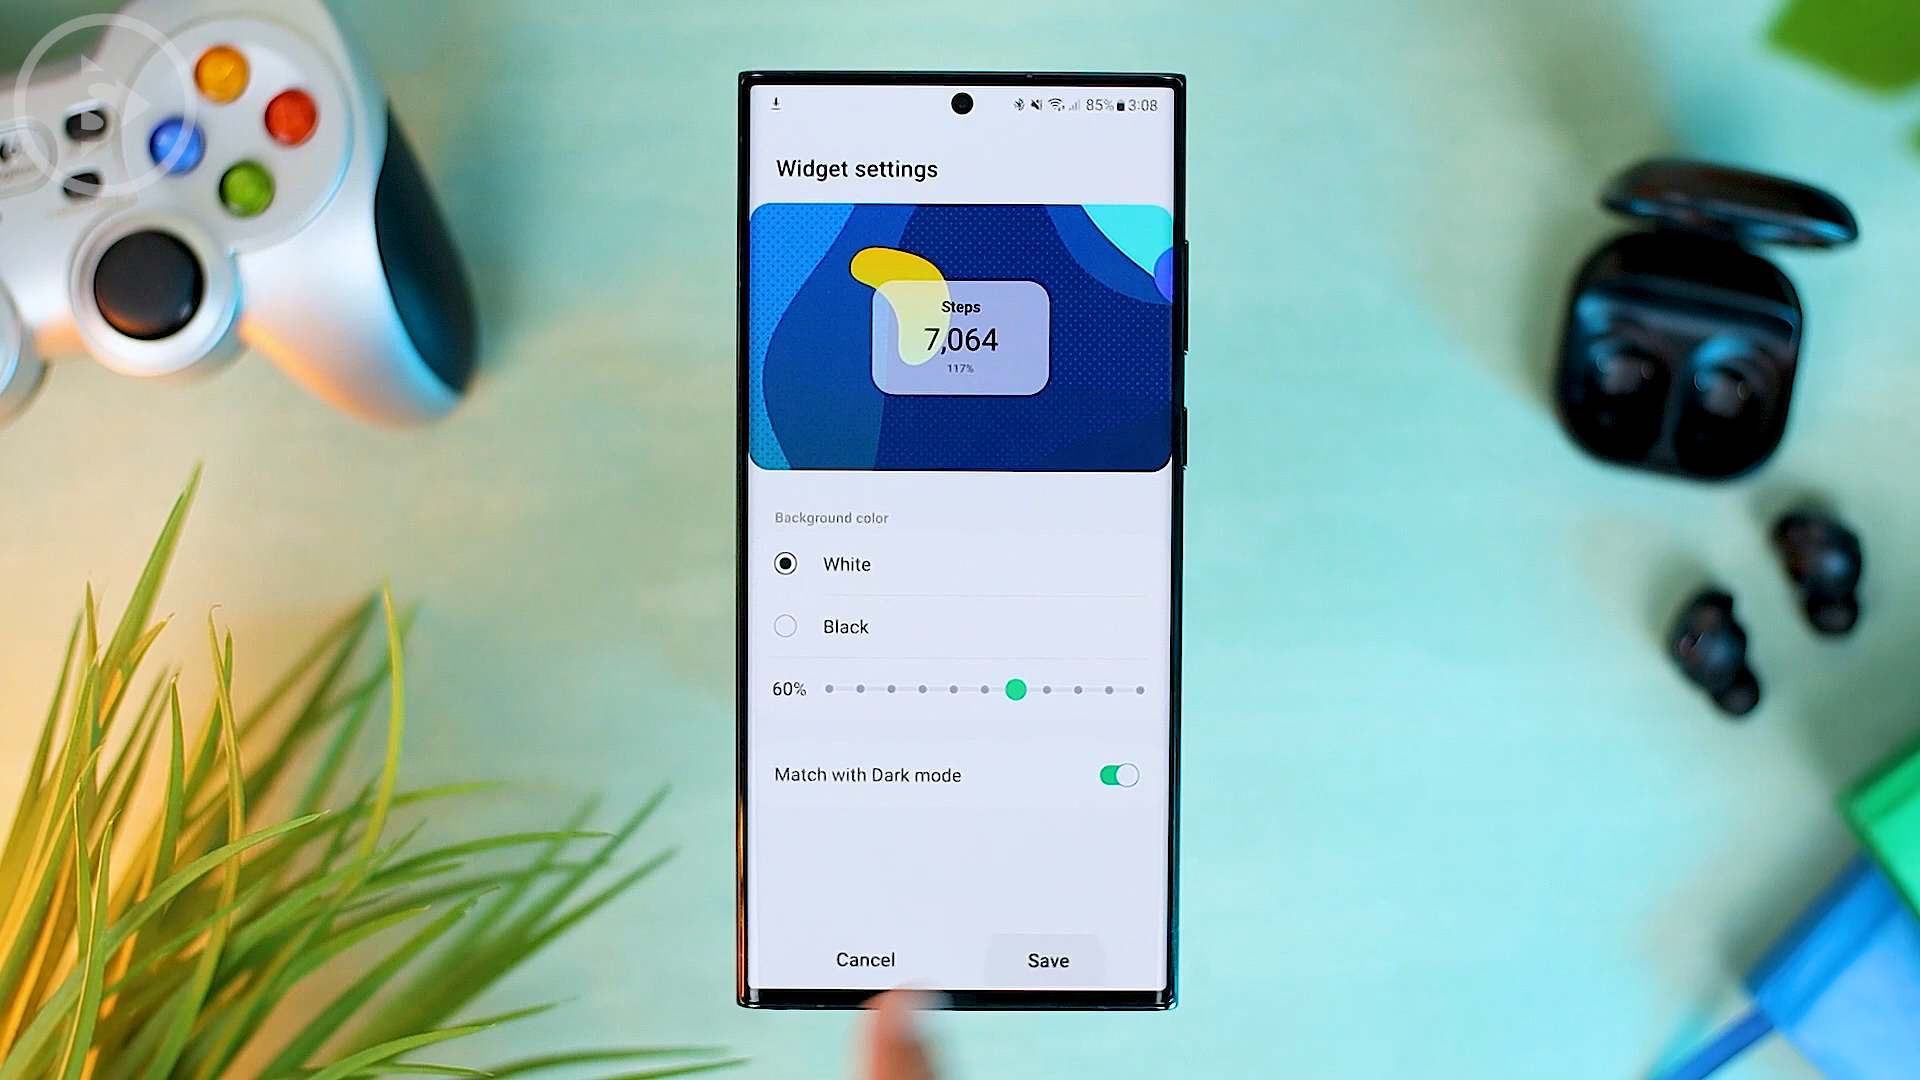 85% 3:08
Widget settings
Steps
7,064
117%
Background color
White
Black
60%
Match with Dark mode
Cancel
Save